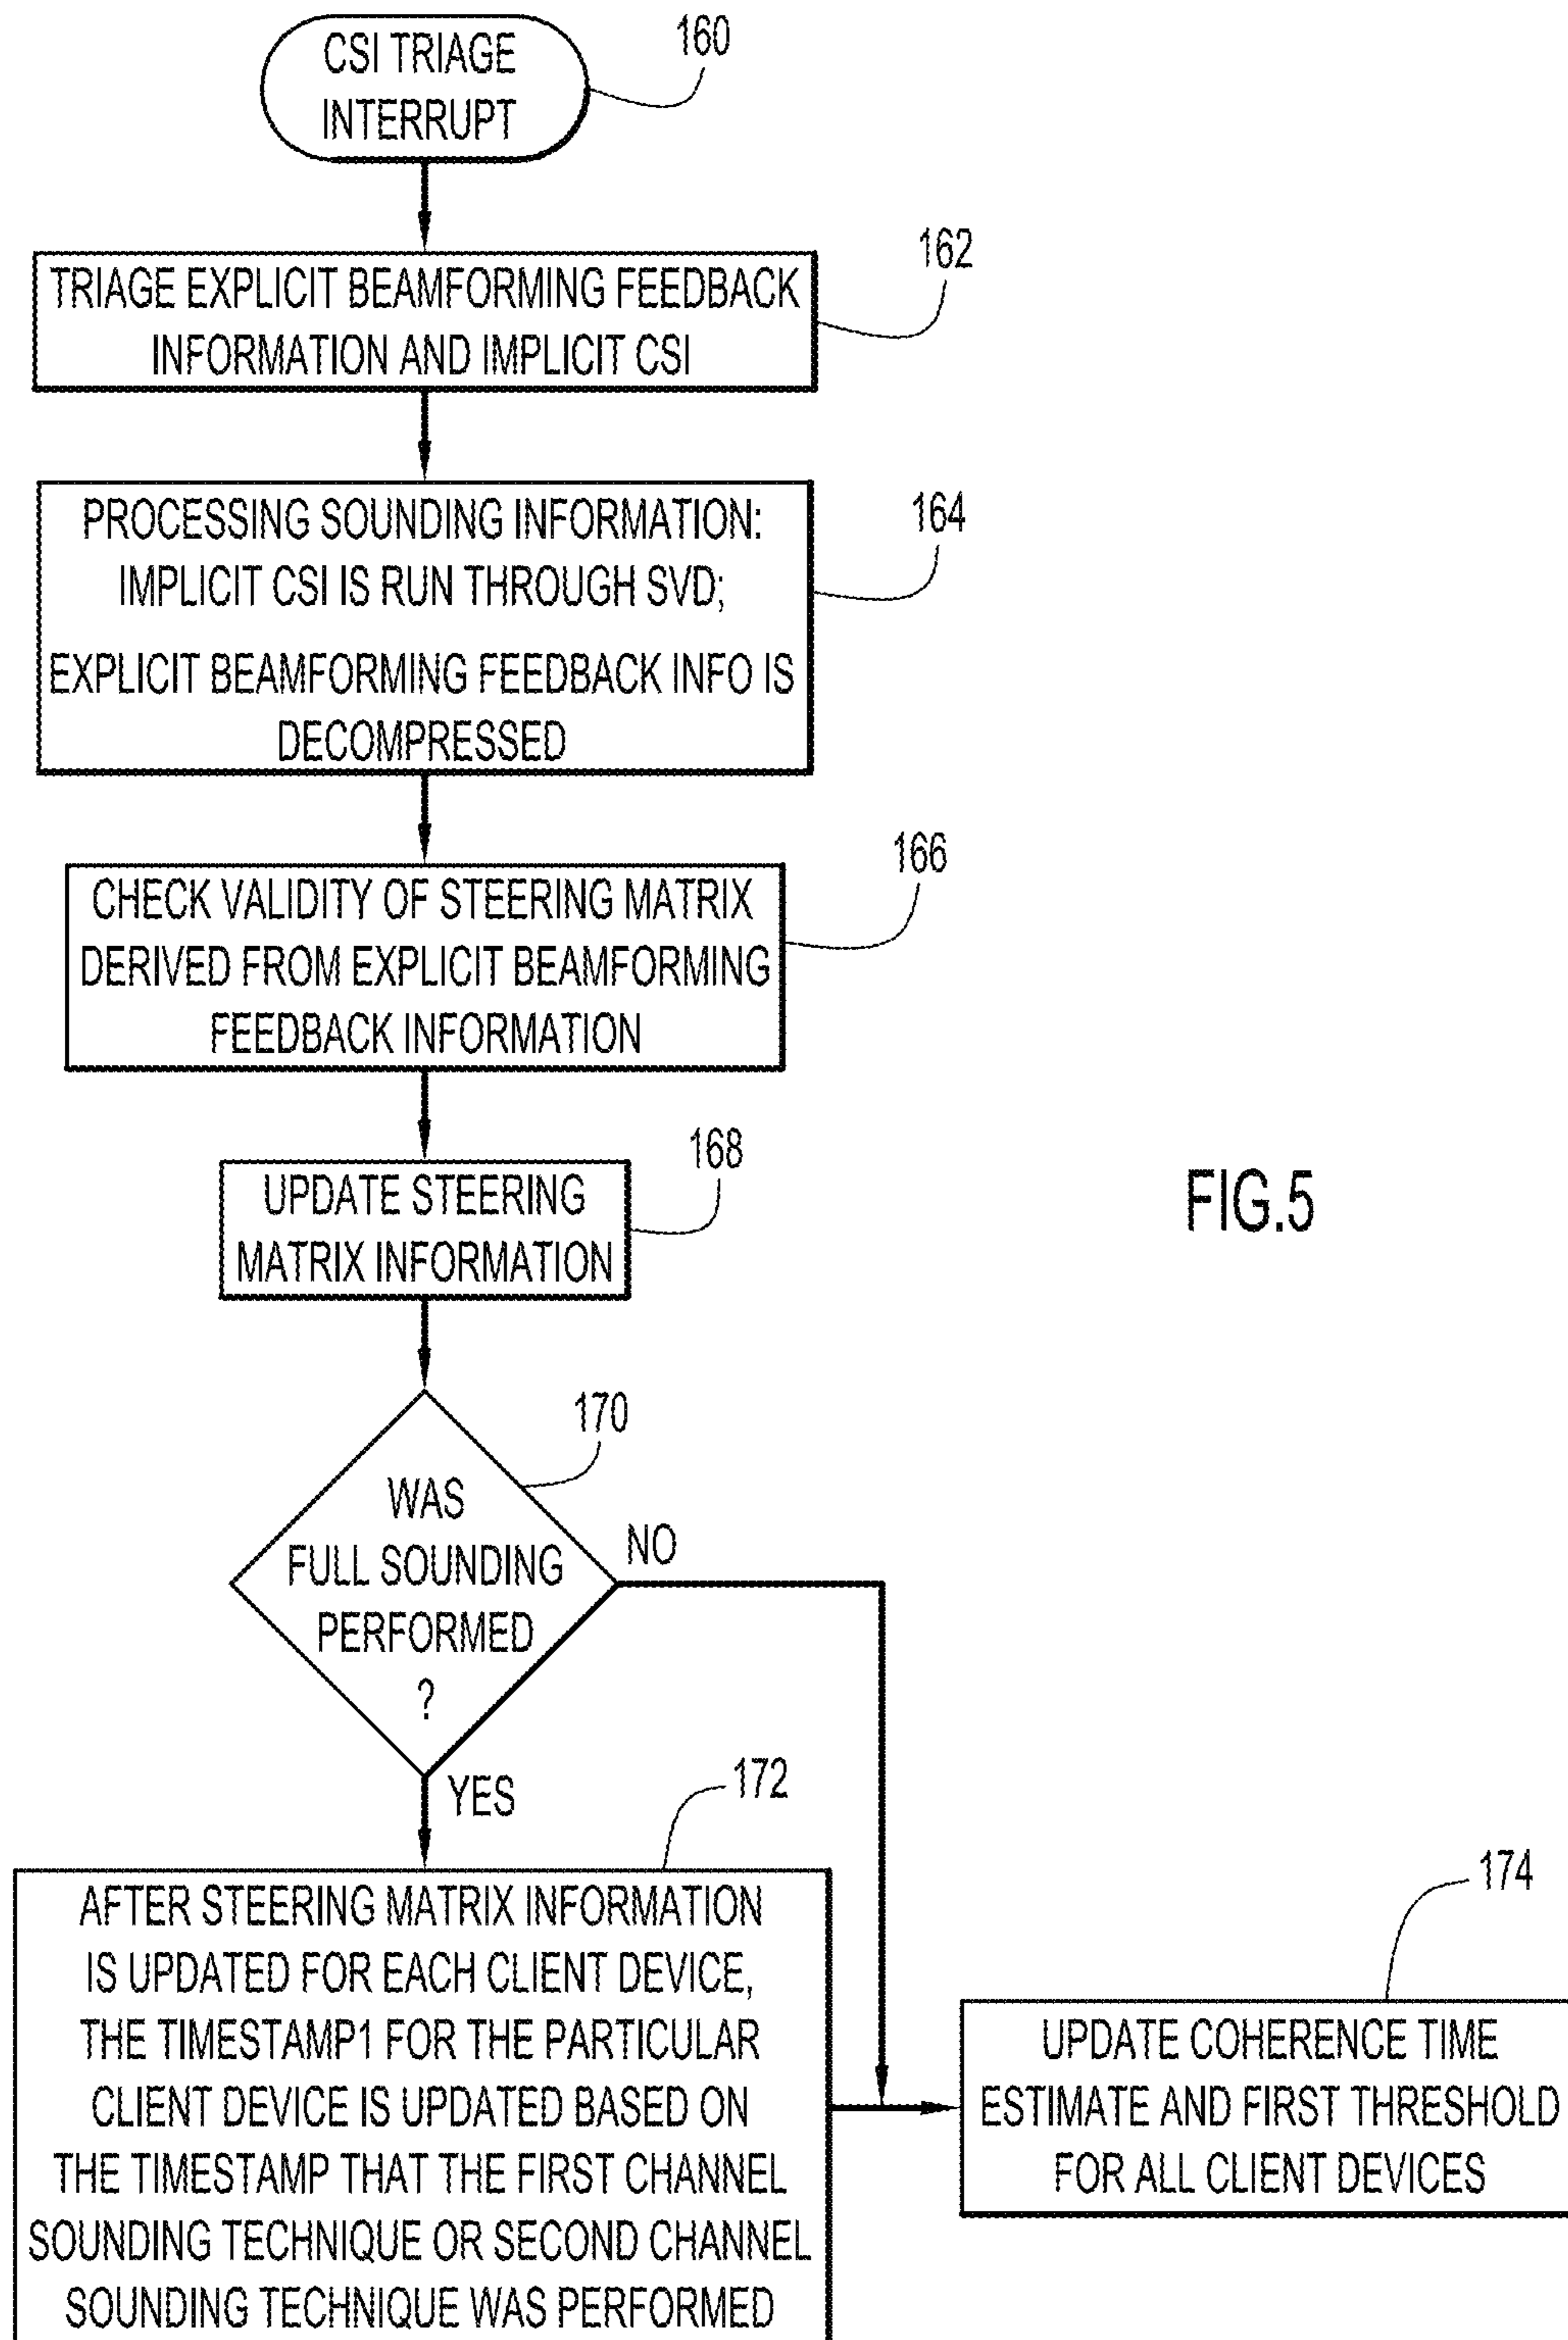 CSI TRIAGE
INTERRUPT
160
TRIAGE EXPLICIT BEAMFORMING FEEDBACK
INFORMATION AND IMPLICIT CSI
162
PROCESSING SOUNDING INFORMATION:
IMPLICIT CSI IS RUN THROUGH SVD;
EXPLICIT BEAMFORMING FEEDBACK INFO IS
DECOMPRESSED
164
CHECK VALIDITY OF STEERING MATRIX
DERIVED FROM EXPLICIT BEAMFORMING
FEEDBACK INFORMATION
166
UPDATE STEERING
MATRIX INFORMATION
168
FIG.5
WAS
FULL SOUNDING
PERFORMED
?
170
NO
YES
AFTER STEERING MATRIX INFORMATION
IS UPDATED FOR EACH CLIENT DEVICE,
THE TIMESTAMP1 FOR THE PARTICULAR
CLIENT DEVICE IS UPDATED BASED ON
THE TIMESTAMP THAT THE FIRST CHANNEL
SOUNDING TECHNIQUE OR SECOND CHANNEL
SOUNDING TECHNIQUE WAS PERFORMED
172
UPDATE COHERENCE TIME
ESTIMATE AND FIRST THRESHOLD
FOR ALL CLIENT DEVICES
174